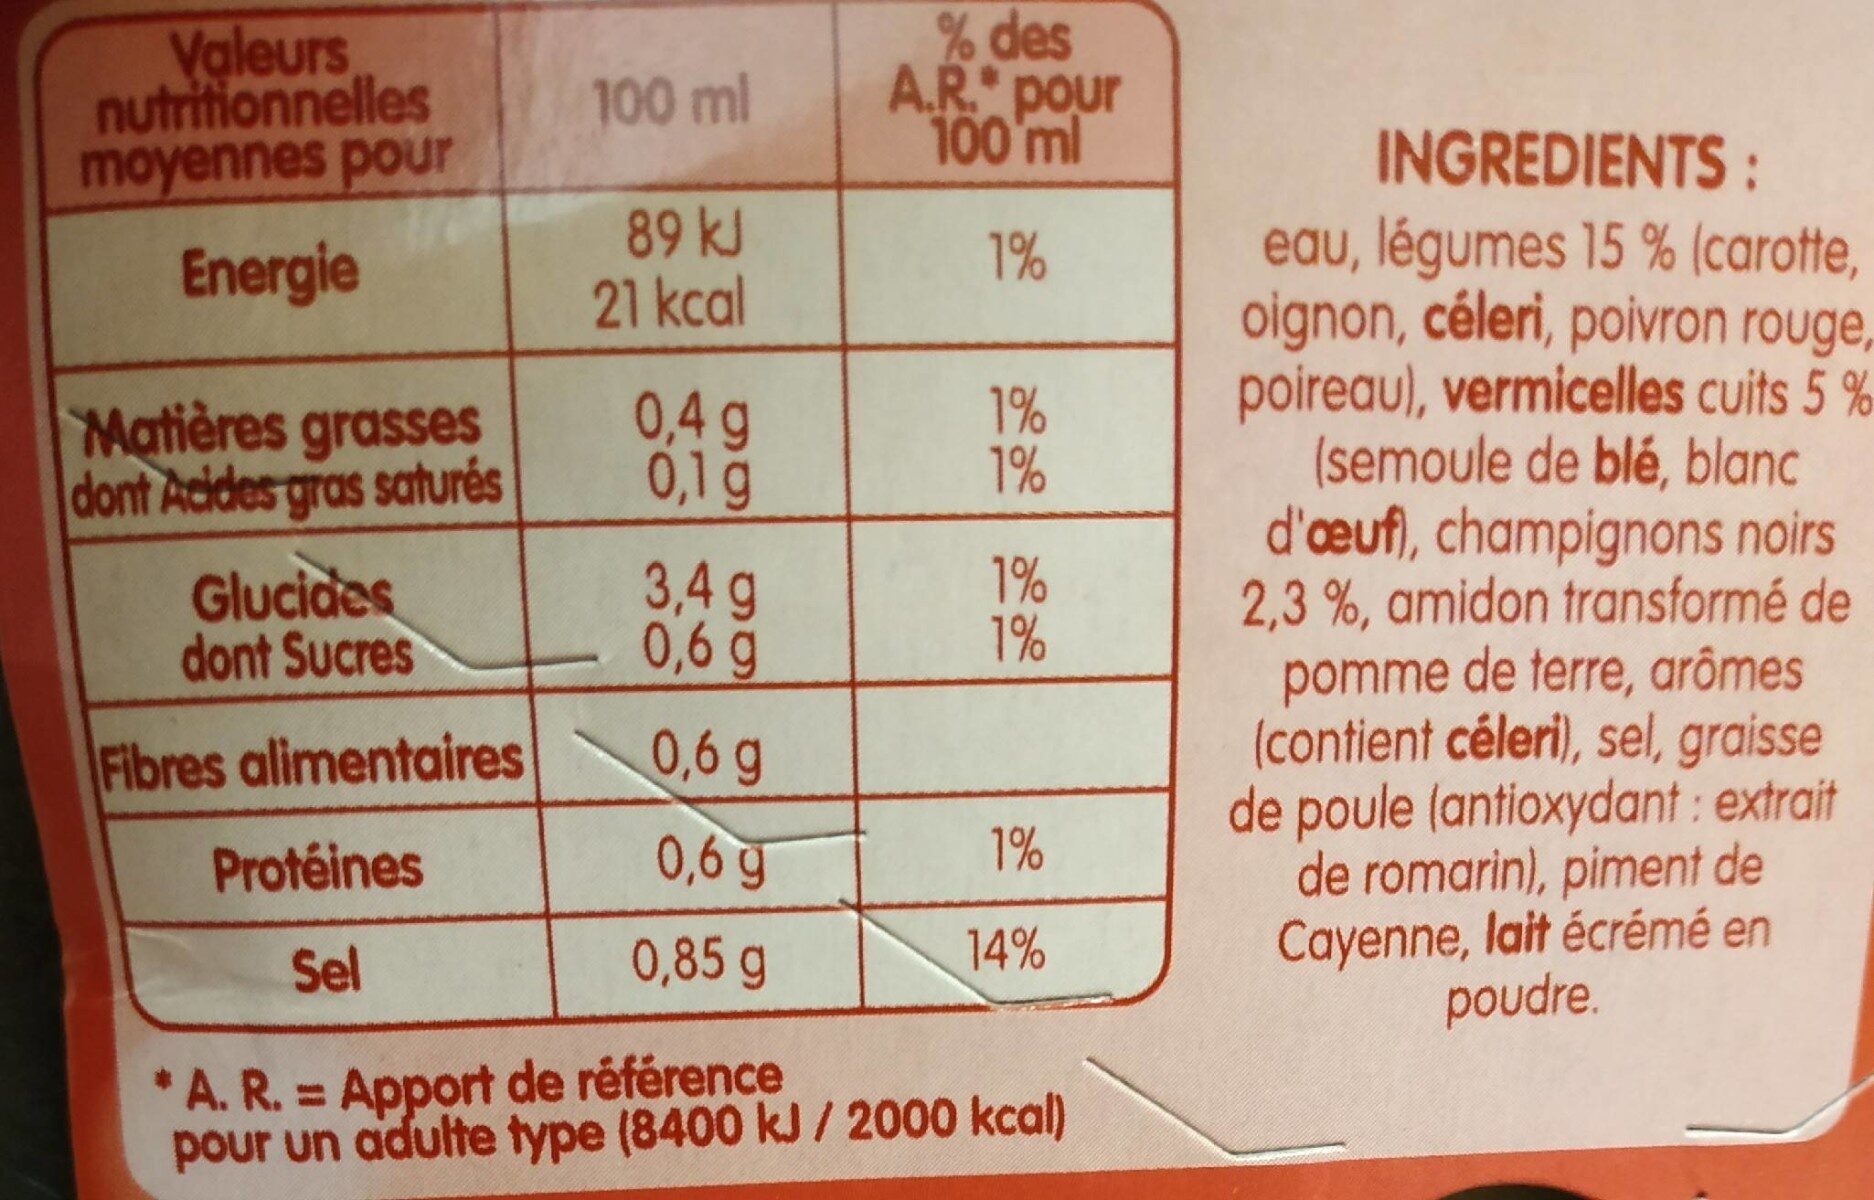 Valeurs
nutritionnelles
moyennes pour
100 ml
% des
A.R.* pour
100 ml
Energie
89 kJ
21 kcal
1%
Matières grasses
0,4 g
1%
dont Acides gras saturés
0,1 g
1%
Glucides
3,4 g
1%
dont Sucres
0,6 g
1%
Fibres alimentaires
0,6 g
Protéines
0,6 g
1%
Sel
0,85 g
14%
* A. R. = Apport de référence
pour un adulte type (8400 kJ / 2000 kcal)
INGREDIENTS :
eau, légumes 15 % (carotte,
oignon, céleri, poivron rouge,
poireau), vermicelles cuits 5 %
(semoule de blé, blanc
d'œuf), champignons noirs
2,3 %, amidon transformé de
pomme de terre, arômes
(contient céleri), sel, graisse
de poule (antioxydant : extrait
de romarin), piment de
Cayenne, lait écrémé en
poudre.